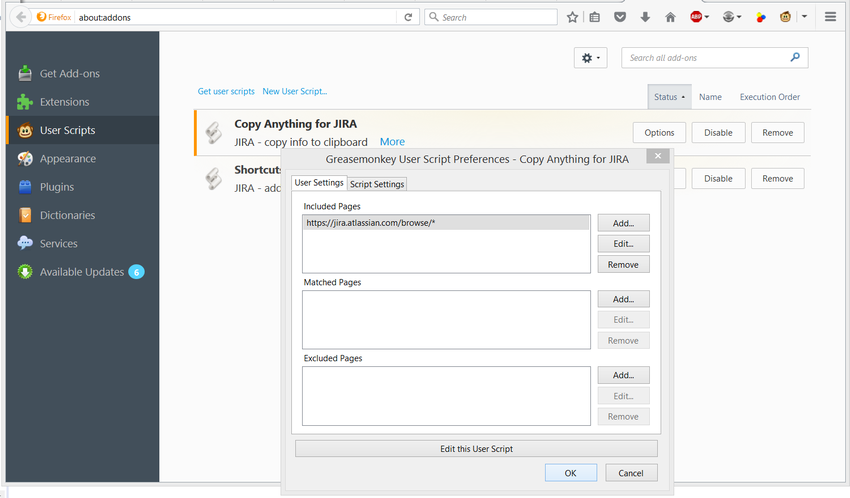 Firefox about:addons
Search
ABP
Search all add-ons
Get Add-ons
Extensions
User Scripts
Appearance
Plugins
Dictionaries
Services
Available Updates 6
Get user scripts New User Script...
Status Name Execution Order
Copy Anything for JIRA
JIRA - copy info to clipboard More
Options Disable Remove
Shortcuts
JIRA - add
Disable Remove
Greasemonkey User Script Preferences - Copy Anything for JIRA
User Settings Script Settings
Included Pages
https://jira.atlassian.com/browse/*
Add...
Edit...
Remove
Matched Pages
Add...
Edit...
Remove
Excluded Pages
Add...
Edit...
Remove
Edit this User Script
OK Cancel